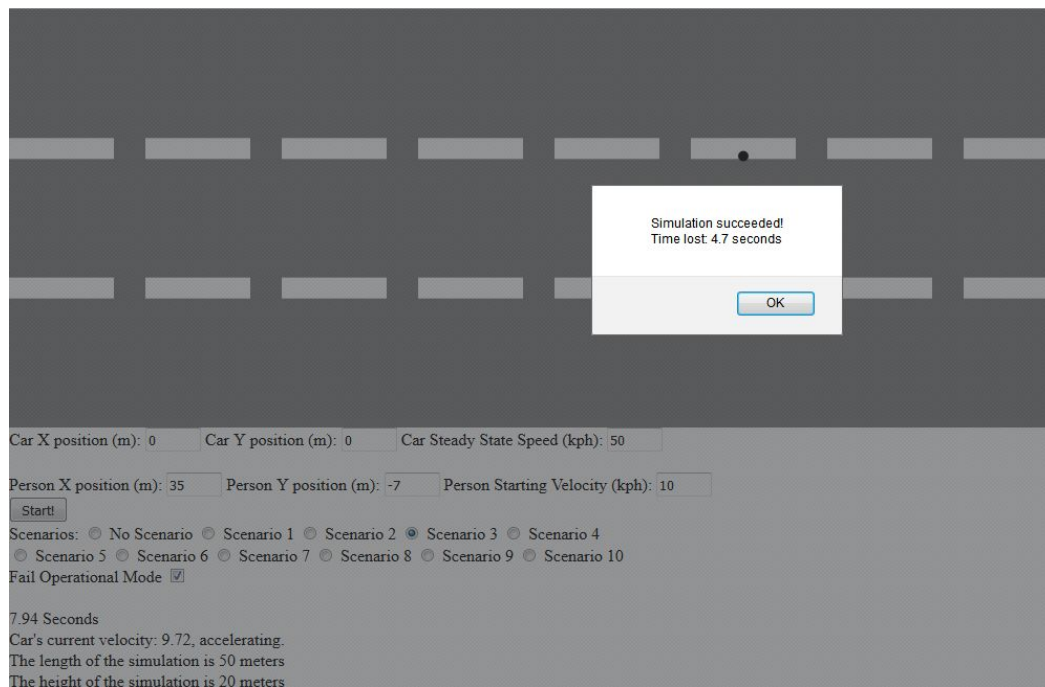 Simulation succeeded!
Time lost: 4.7 seconds
OK
Car X position (m): 0 Car Y position (m): 0 Car Steady State Speed (kph): 50
Person X position (m): 35 Person Y position (m): -7 Person Starting Velocity (kph): 10
Start!
Scenarios: No Scenario Scenario 1 Scenario 2 Scenario 3 Scenario 4
Scenario 5 Scenario 6 Scenario 7 Scenario 8 Scenario 9 Scenario 10
Fail Operational Mode
7.94 Seconds
Car's current velocity: 9.72, accelerating.
The length of the simulation is 50 meters
The height of the simulation is 20 meters